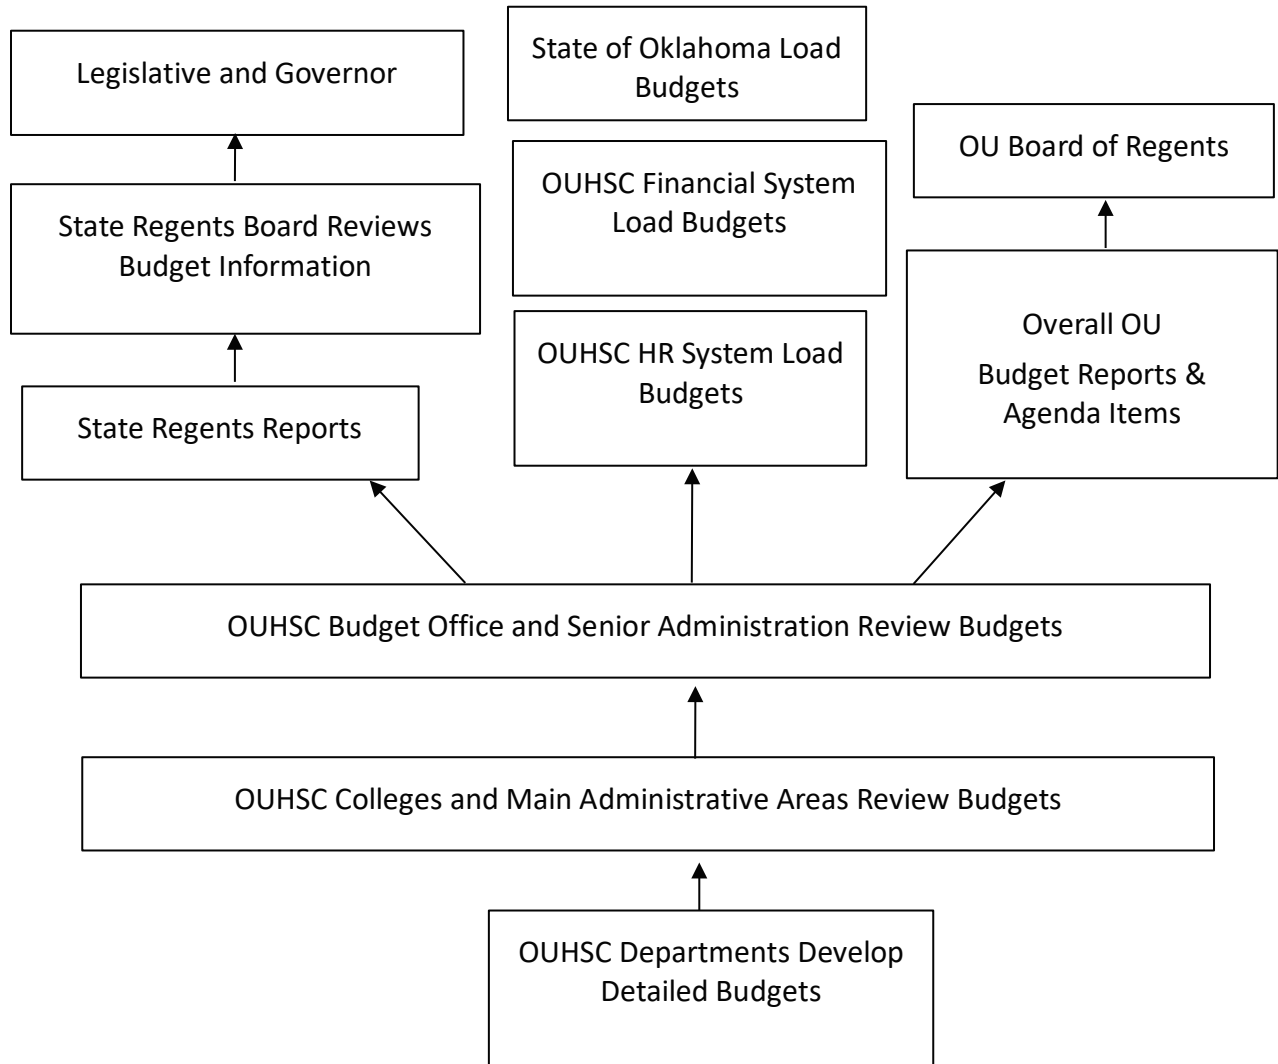 Legislative and Governor
State of Oklahoma Load
Budgets
OU Board of Regents
OUHSC Financial System
Load Budgets
State Regents Board Reviews
Budget Information
Overall OU
Budget Reports &
Agenda Items
OUHSC HR System Load
Budgets
State Regents Reports
OUHSC Budget Office and Senior Administration Review Budgets
OUHSC Colleges and Main Administrative Areas Review Budgets
OUHSC Departments Develop
Detailed Budgets